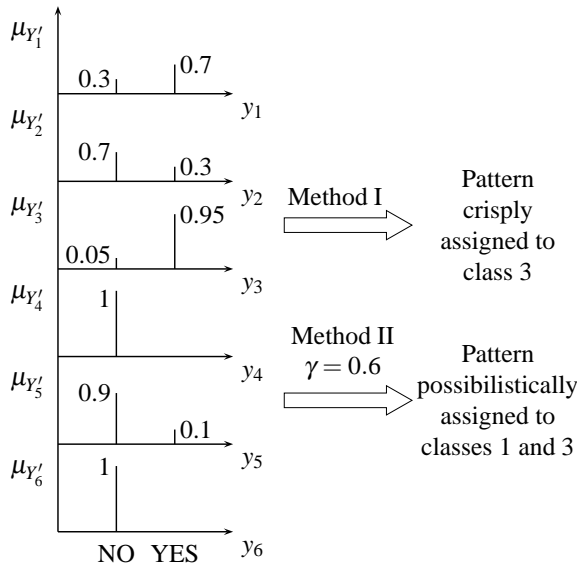 μY′1
0.3
0.7
y1
μY′2
0.7
0.3
y2
μY′3
0.05
0.95
y3
μY′4
1
y4
μY′5
0.9
0.1
y5
μY′6
1
y6
NO YES
Method I
Pattern
crisply
assigned to
class 3
Method II
γ = 0.6
Pattern
possibilistically
assigned to
classes 1 and 3